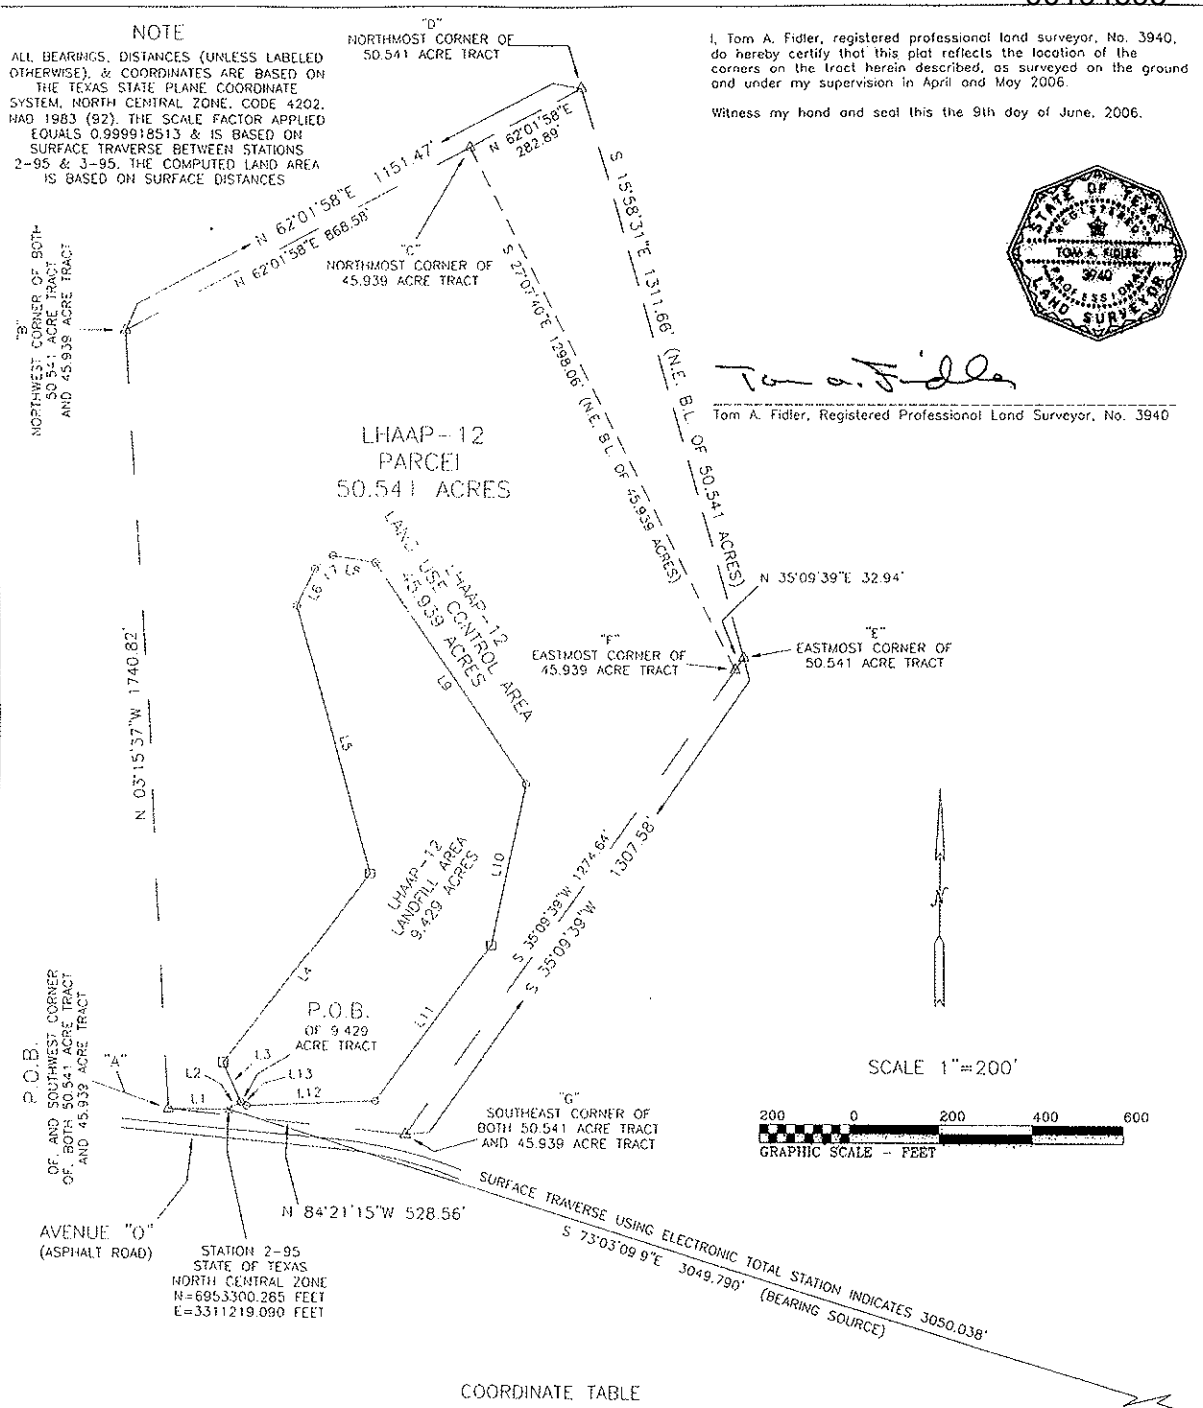 NOTE
ALL BEARINGS, DISTANCES (UNLESS LABELED
OTHERWISE), & COORDINATES ARE BASED ON
THE TEXAS STATE PLANE COORDINATE
SYSTEM, NORTH CENTRAL ZONE, CODE 4202,
NAD 1983 (92). THE SCALE FACTOR APPLIED
EQUALS 0.999918513 & IS BASED ON
SURFACE TRAVERSE BETWEEN STATIONS
2-95 & 3-95. THE COMPUTED LAND AREA
IS BASED ON SURFACE DISTANCES
"D"
NORTHMOST CORNER OF
50.541 ACRE TRACT
I, Tom A. Fidler, registered professional land surveyor, No. 3940,
do hereby certify that this plat reflects the location of the
corners on the tract herein described, as surveyed on the ground
and under my supervision in April and May 2006.
Witness my hand and seal this the 9th day of June, 2006.
STATE OF TEXAS
REGISTERED
TOM A. FIDLER
3940
PROFESSIONAL
LAND SURVEYOR
Tom A. Fidler
Tom A. Fidler, Registered Professional Land Surveyor, No. 3940
N 62°01'58"E 1151.47'
N 62°01'58"E 868.58'
N 62°01'58"E
282.89'
"C"
NORTHMOST CORNER OF
45.939 ACRE TRACT
"B"
NORTHWEST CORNER OF BOTH
50.541 ACRE TRACT
AND 45.939 ACRE TRACT
S 15°58'31"E 1311.66' (N.E. B.L. OF 50.541 ACRES)
S 27°07'40"E 1298.06' (N.E. B.L. OF 45.939 ACRES)
LHAAP-12
PARCEL
50.541 ACRES
LHAAP-12
LAND USE CONTROL AREA
45.939 ACRES
N 35°09'39"E 32.94'
"F"
EASTMOST CORNER OF
45.939 ACRE TRACT
"E"
EASTMOST CORNER OF
50.541 ACRE TRACT
N 03°15'37"W 1740.82'
L6
L7
L8
L9
L5
L10
LHAAP-12
LANDFILL AREA
9.429 ACRES
S 35°09'39"W 1274.64'
S 35°09'39"W 1307.58'
L4
L11
P.O.B.
OF 9.429
ACRE TRACT
L3
L13
L2
L1
L12
P.O.B.
OF AND SOUTHWEST CORNER
OF BOTH 50.541 ACRE TRACT
AND 45.939 ACRE TRACT
"A"
"G"
SOUTHEAST CORNER OF
BOTH 50.541 ACRE TRACT
AND 45.939 ACRE TRACT
N
SCALE 1"=200'
200 0 200 400 600
GRAPHIC SCALE - FEET
N 84°21'15"W 528.56'
AVENUE "O"
(ASPHALT ROAD)
STATION 2-95
STATE OF TEXAS
NORTH CENTRAL ZONE
N=6953300.285 FEET
E=3311219.090 FEET
SURFACE TRAVERSE USING ELECTRONIC TOTAL STATION INDICATES 3050.038'
S 73°03'09.9"E 3049.790' (BEARING SOURCE)
COORDINATE TABLE